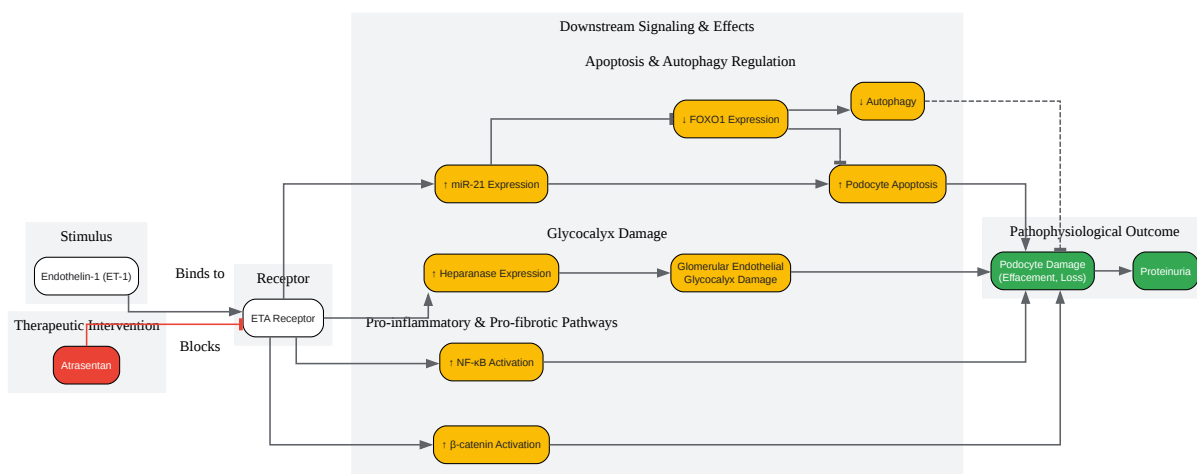 Downstream Signaling & Effects
Apoptosis & Autophagy Regulation
↓ Autophagy
↓ FOXO1 Expression
↑ miR-21 Expression
↑ Podocyte Apoptosis
Stimulus
Endothelin-1 (ET-1)
Binds to
Receptor
ETA Receptor
Therapeutic Intervention
Blocks
Atrasentan
Glycocalyx Damage
↑ Heparanase Expression
Glomerular Endothelial
Glycocalyx Damage
Pro-inflammatory & Pro-fibrotic Pathways
↑ NF-κB Activation
↑ β-catenin Activation
Pathophysiological Outcome
Podocyte Damage
(Effacement, Loss)
Proteinuria